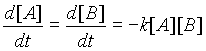 d[A]/dt = d[B]/dt = -k[A][B]